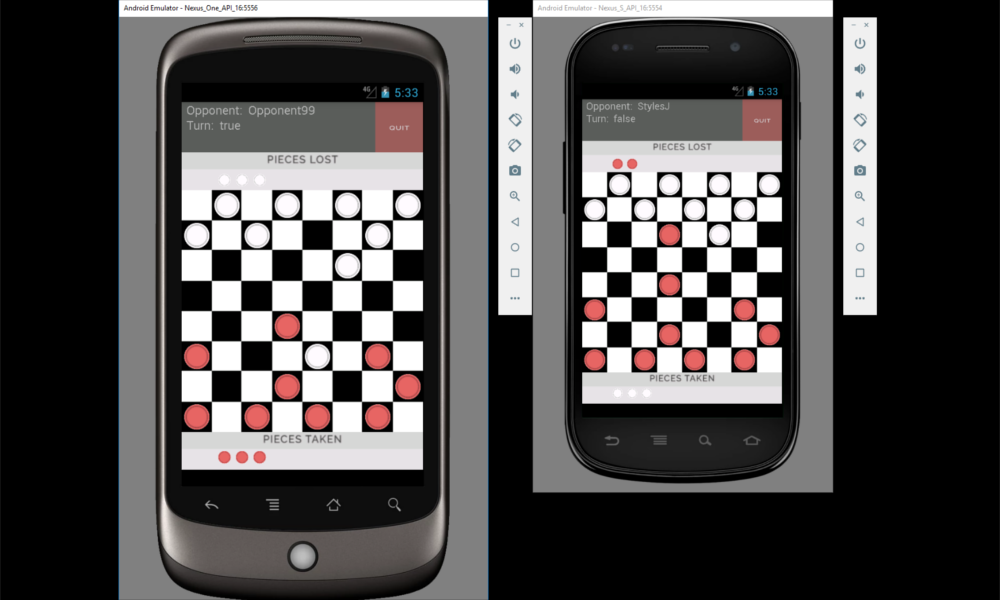 Android Emulator - Nexus_One_API_16:5556
4G
5:33
Opponent: Opponent99
Turn: true
QUIT
PIECES LOST
PIECES TAKEN
Android Emulator - Nexus_S_API_16:5554
4G
5:33
Opponent: StylesJ
Turn: false
QUIT
PIECES LOST
PIECES TAKEN